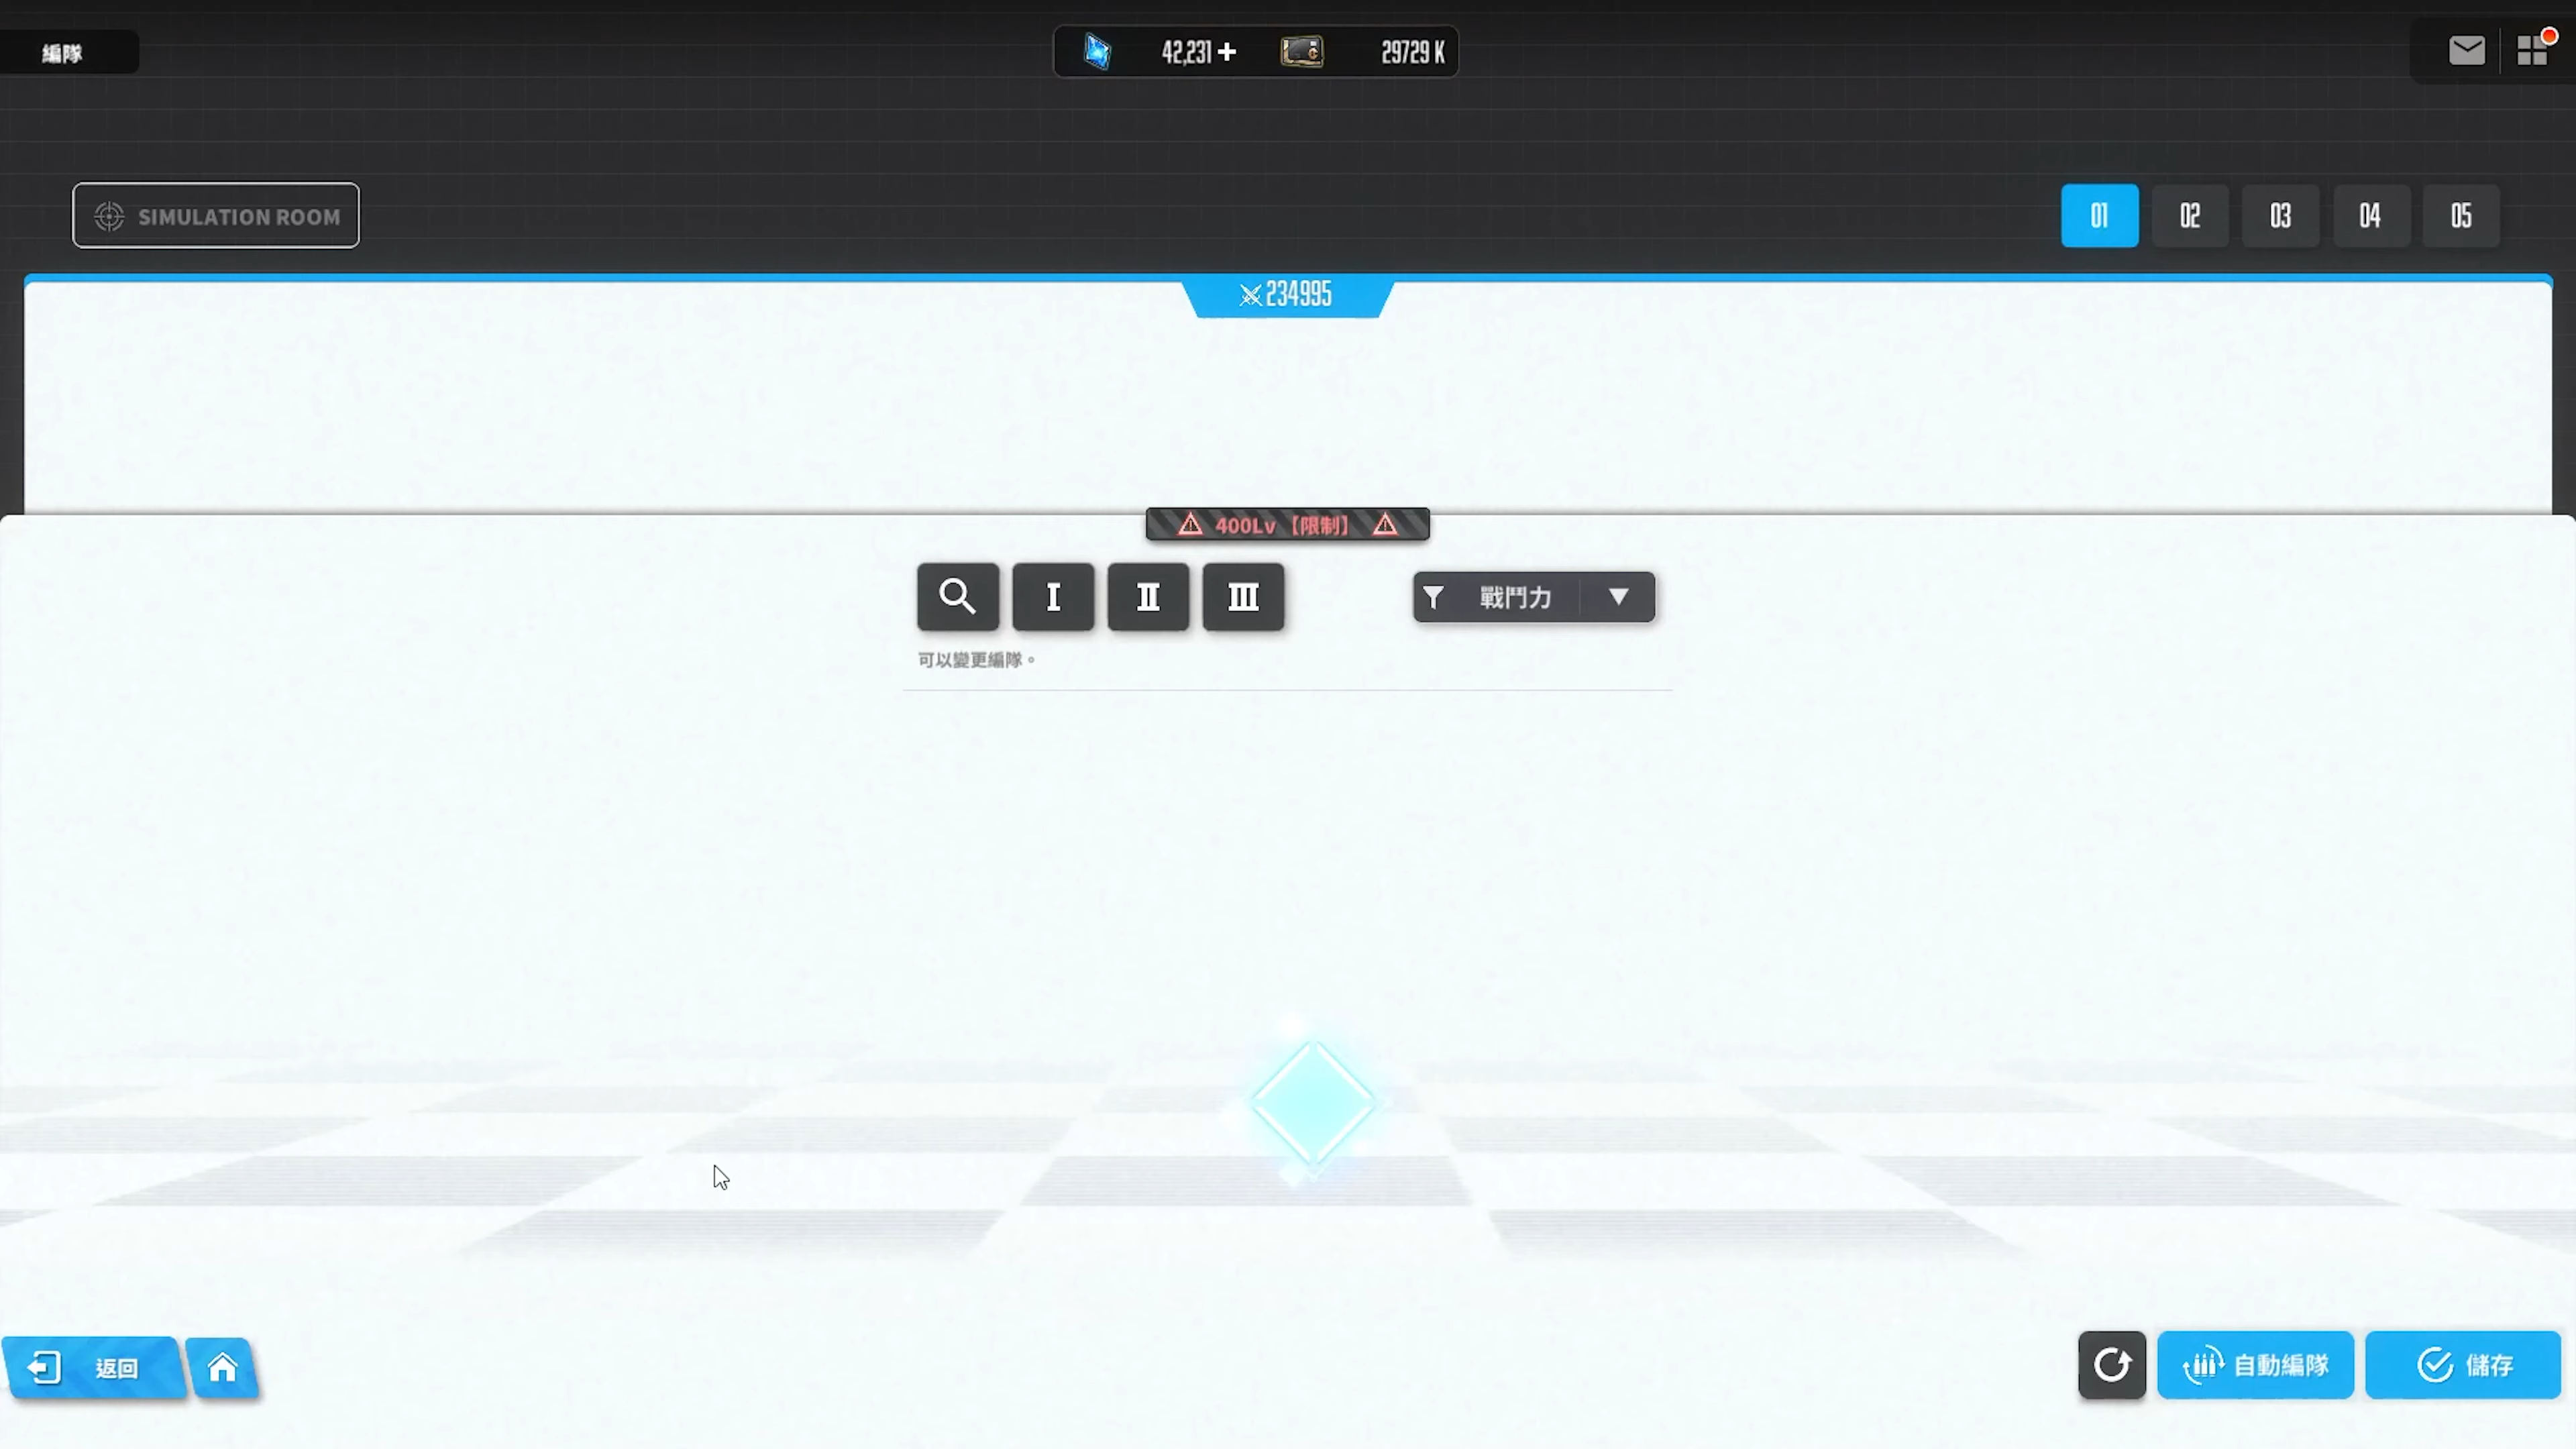 編隊
42,231 +
29729 K
SIMULATION ROOM
01
02
03
04
05
234995
400Lv【限制】
I
II
III
戰鬥力
可以變更編隊。
返回
自動編隊
儲存